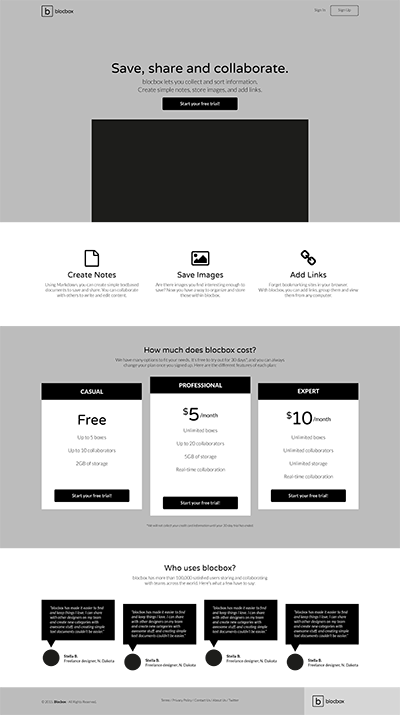 b blocbox
Sign In
Sign Up
Save, share and collaborate.
blocbox lets you collect and sort information.
Create simple notes, store images, and add links.
Start your free trial!
Create Notes
Save Images
Add Links
Using Markdown, you can create simple textbased
documents to save and share. You can collaborate
with others to write and edit content.
Are there images you find interesting enough to
save? Now you have a way to organize and store
those within blocbox.
Forget bookmarking sites in your browser.
With blocbox, you can add links, group them and view
them from any computer.
How much does blocbox cost?
We have many options to fit your needs. It's free to try out for 30 days*, and you can always
change your plan once you signed up. Here are the different features of each plan:
CASUAL
Free
Up to 5 boxes
Up to 10 collaborators
2GB of storage
Start your free trial!
PROFESSIONAL
$5/month
Unlimited boxes
Up to 20 collaborators
5GB of storage
Real-time collaboration
Start your free trial!
EXPERT
$10/month
Unlimited boxes
Unlimited collaborators
Unlimited storage
Real-time collaboration
Start your free trial!
Who uses blocbox?
blocbox has more than 100,000 satisfied users storing and collaborating
with teams across the world. Here's what a few have to say:
"blocbox has made it easier to find
and keep things I love. I can share
with other designers on my team
and create new categories with
awesome stuff, and creating simple
text documents couldn't be easier."
Stella B.
Freelance designer, N. Dakota
"blocbox has made it easier to find
and keep things I love. I can share
with other designers on my team
and create new categories with
awesome stuff, and creating simple
text documents couldn't be easier."
Stella B.
Freelance designer, N. Dakota
"blocbox has made it easier to find
and keep things I love. I can share
with other designers on my team
and create new categories with
awesome stuff, and creating simple
text documents couldn't be easier."
Stella B.
Freelance designer, N. Dakota
"blocbox has made it easier to find
and keep things I love. I can share
with other designers on my team
and create new categories with
awesome stuff, and creating simple
text documents couldn't be easier."
Stella B.
Freelance designer, N. Dakota
Blocbox All Rights Reserved.
Home | Privacy Policy | Contact Us | About Us | Twitter
b blocbox